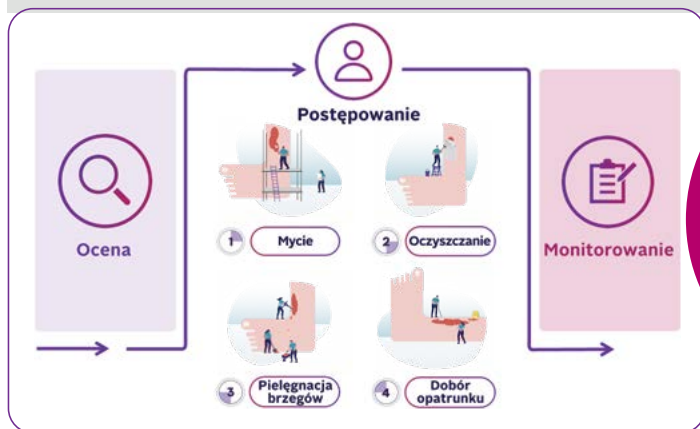 Postępowanie
Ocena
1 Mycie
2 Oczyszczanie
3 Pielęgnacja
brzegów
4 Dobór
opatrunku
Monitorowanie